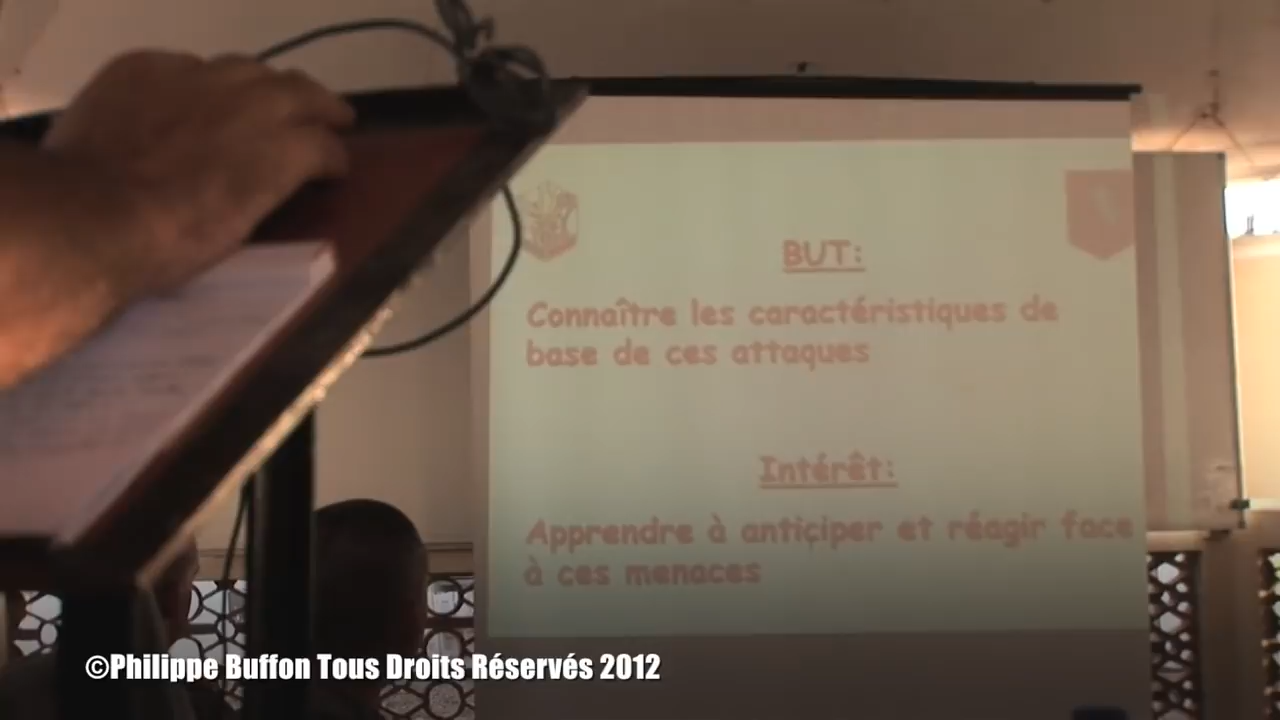 BUT:
Connaître les caractéristiques de
base de ces attaques
Intérêt:
Apprendre à anticiper et réagir face
à ces menaces
©Philippe Buffon Tous Droits Réservés 2012